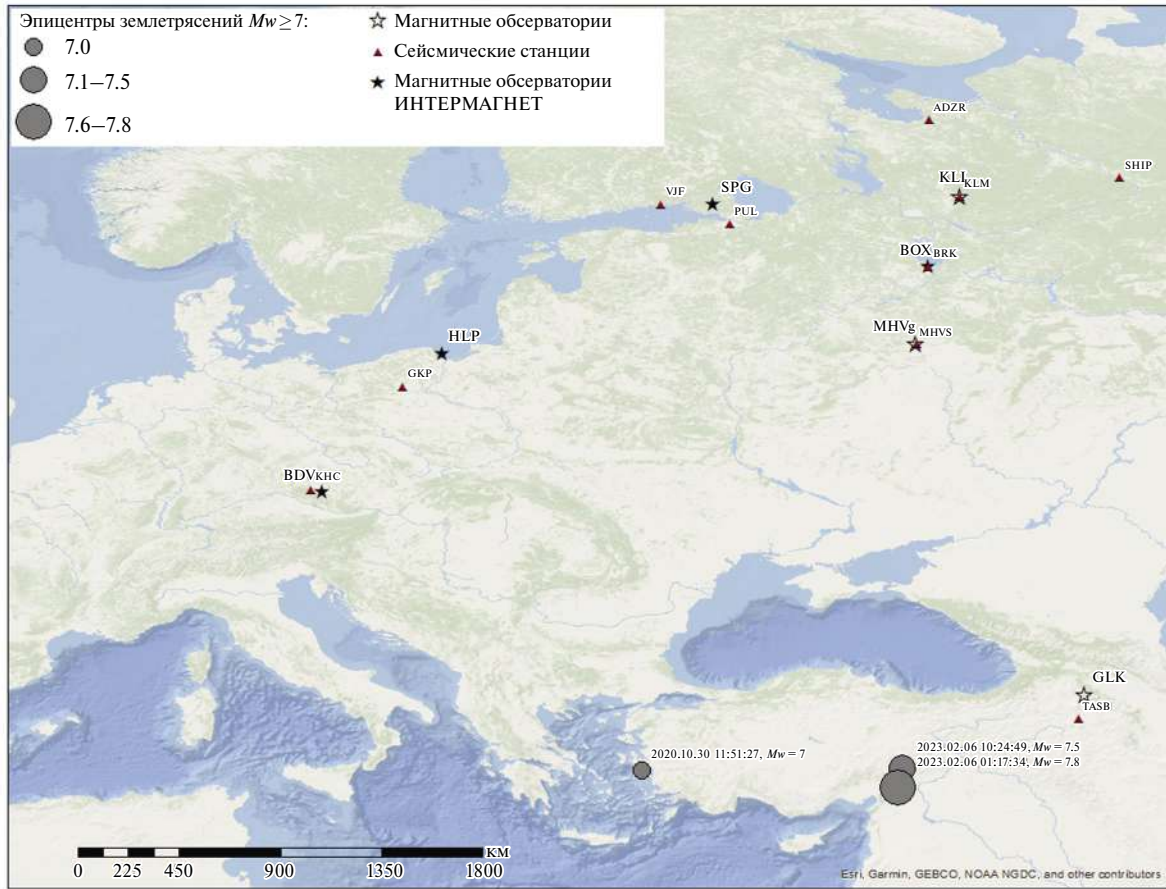 Эпицентры землетрясений Mw ≥ 7:
7.0
7.1–7.5
7.6–7.8
Магнитные обсерватории
Сейсмические станции
Магнитные обсерватории
ИНТЕРМАГНЕТ
ADZR
SHIP
KLI KLM
VJF
SPG
PUL
BOX BRK
MHVg MHVS
HLP
GKP
BDV KHC
GLK
TASB
2020.10.30 11:51:27, Mw = 7
2023.02.06 10:24:49, Mw = 7.5
2023.02.06 01:17:34, Mw = 7.8
KM
0 225 450 900 1350 1800
Esri, Garmin, GEBCO, NOAA NGDC, and other contributors